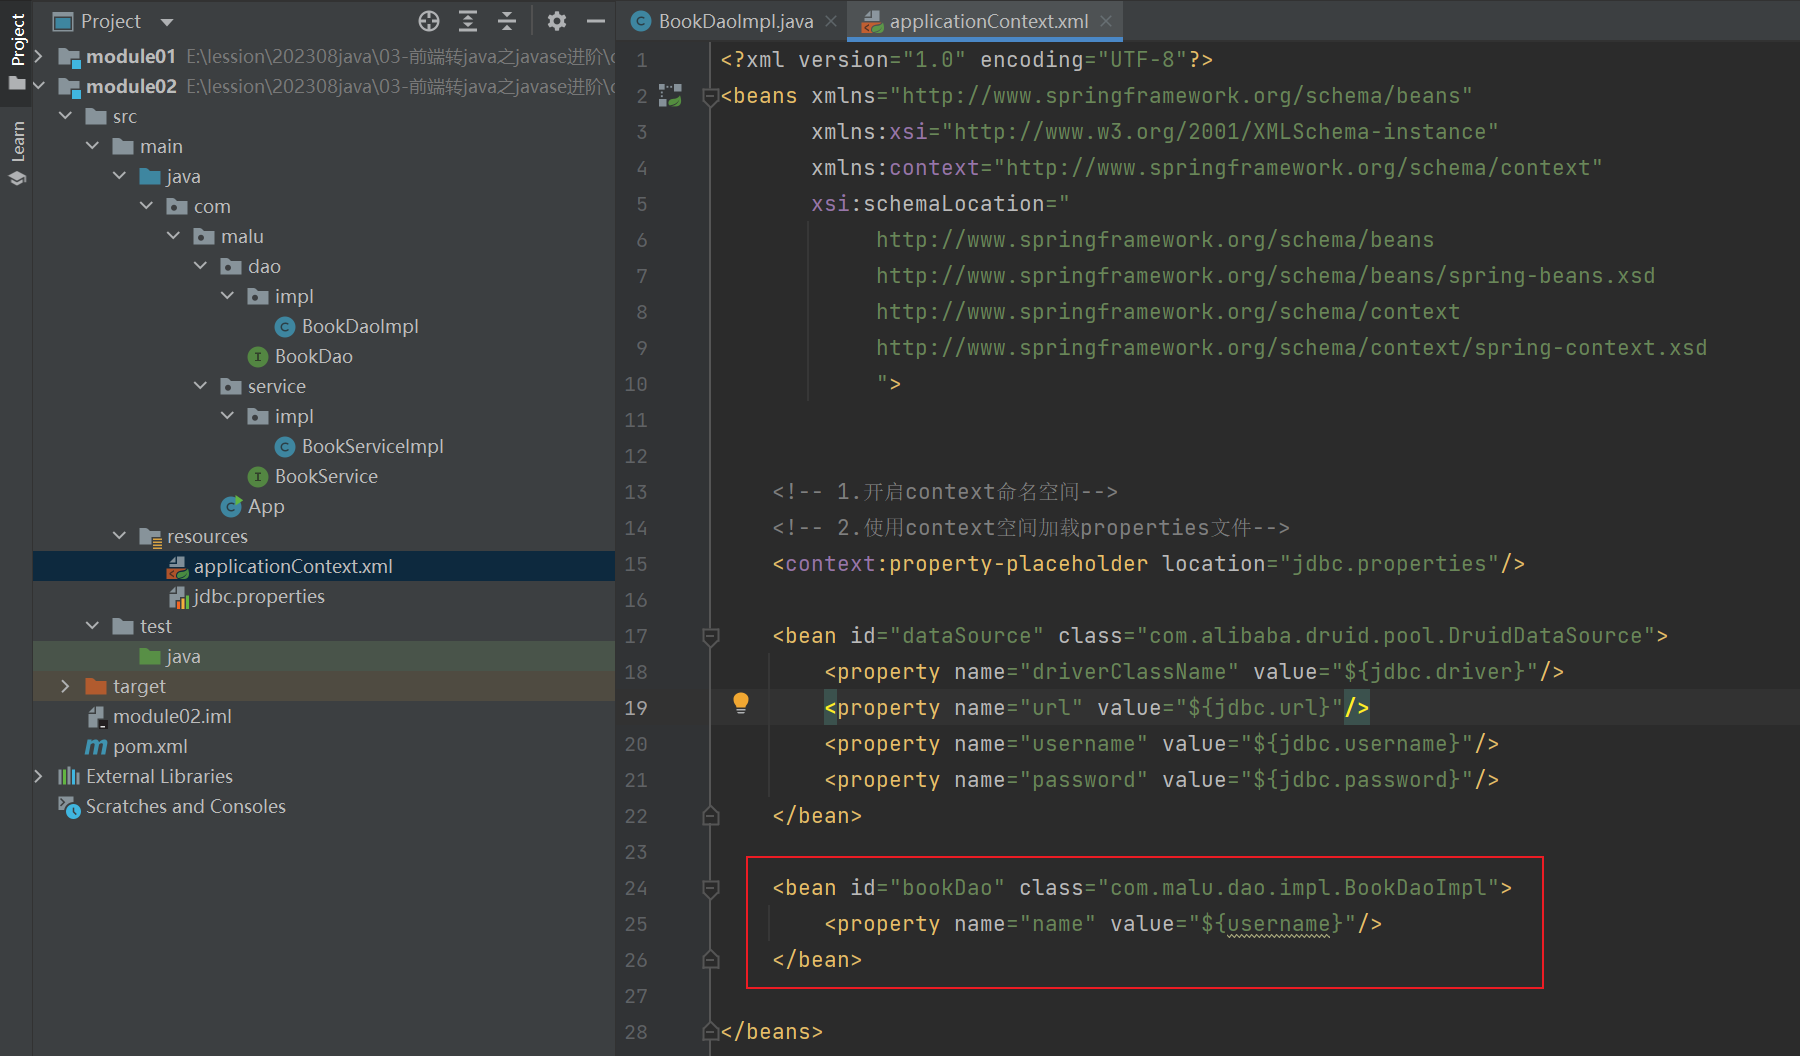 Project
BookDaoImpl.java
applicationContext.xml
Project
Learn
module01 E:\lession\202308java\03-前端转java之javase进阶\
module02 E:\lession\202308java\03-前端转java之javase进阶\
src
main
java
com
malu
dao
impl
BookDaoImpl
BookDao
service
impl
BookServiceImpl
BookService
App
resources
applicationContext.xml
jdbc.properties
test
java
target
module02.iml
pom.xml
External Libraries
Scratches and Consoles
1 <?xml version="1.0" encoding="UTF-8"?>
2 <beans xmlns="http://www.springframework.org/schema/beans"
3 xmlns:xsi="http://www.w3.org/2001/XMLSchema-instance"
4 xmlns:context="http://www.springframework.org/schema/context"
5 xsi:schemaLocation="
6 http://www.springframework.org/schema/beans
7 http://www.springframework.org/schema/beans/spring-beans.xsd
8 http://www.springframework.org/schema/context
9 http://www.springframework.org/schema/context/spring-context.xsd
10 ">
11
12
13 <!-- 1.开启context命名空间-->
14 <!-- 2.使用context空间加载properties文件-->
15 <context:property-placeholder location="jdbc.properties"/>
16
17 <bean id="dataSource" class="com.alibaba.druid.pool.DruidDataSource">
18 <property name="driverClassName" value="${jdbc.driver}"/>
19 <property name="url" value="${jdbc.url}"/>
20 <property name="username" value="${jdbc.username}"/>
21 <property name="password" value="${jdbc.password}"/>
22 </bean>
23
24 <bean id="bookDao" class="com.malu.dao.impl.BookDaoImpl">
25 <property name="name" value="${username}"/>
26 </bean>
27
28 </beans>